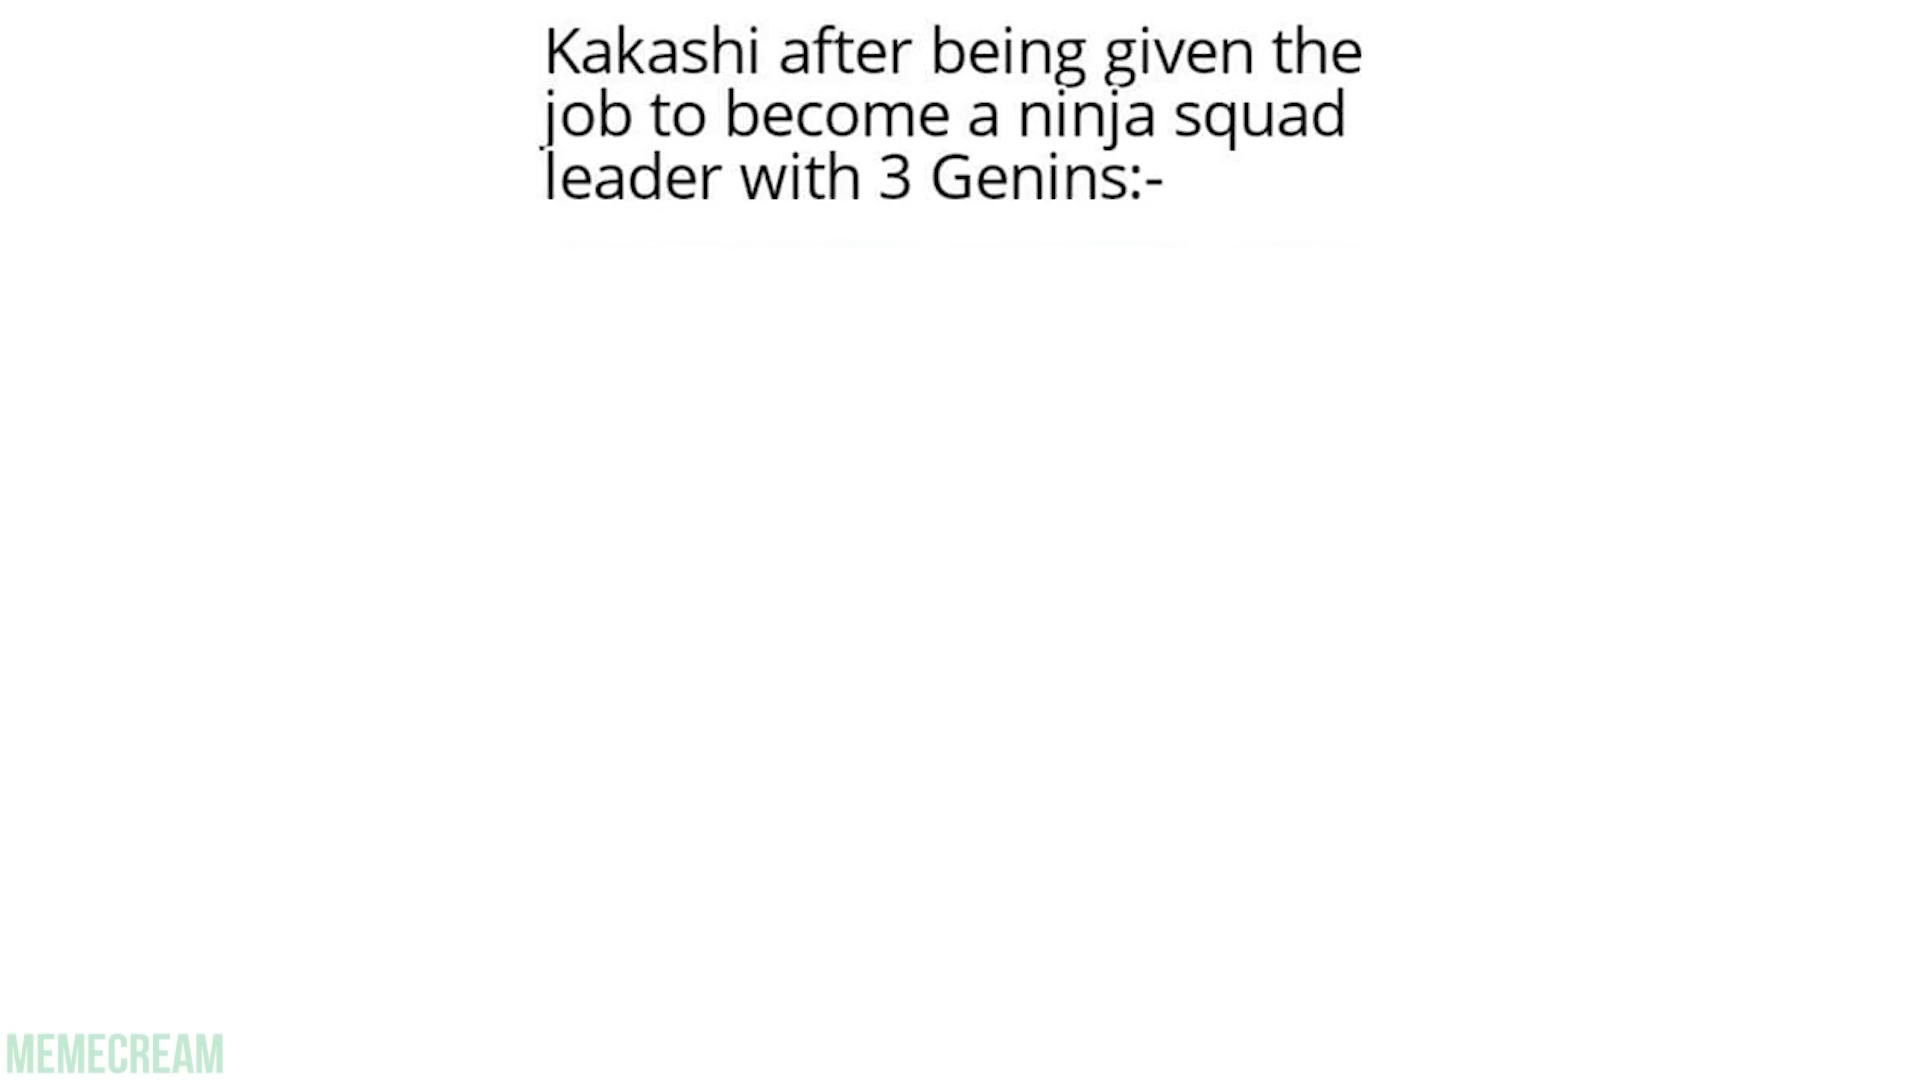 Kakashi after being given the
job to become a ninja squad
leader with 3 Genins:-
MEMECREAM